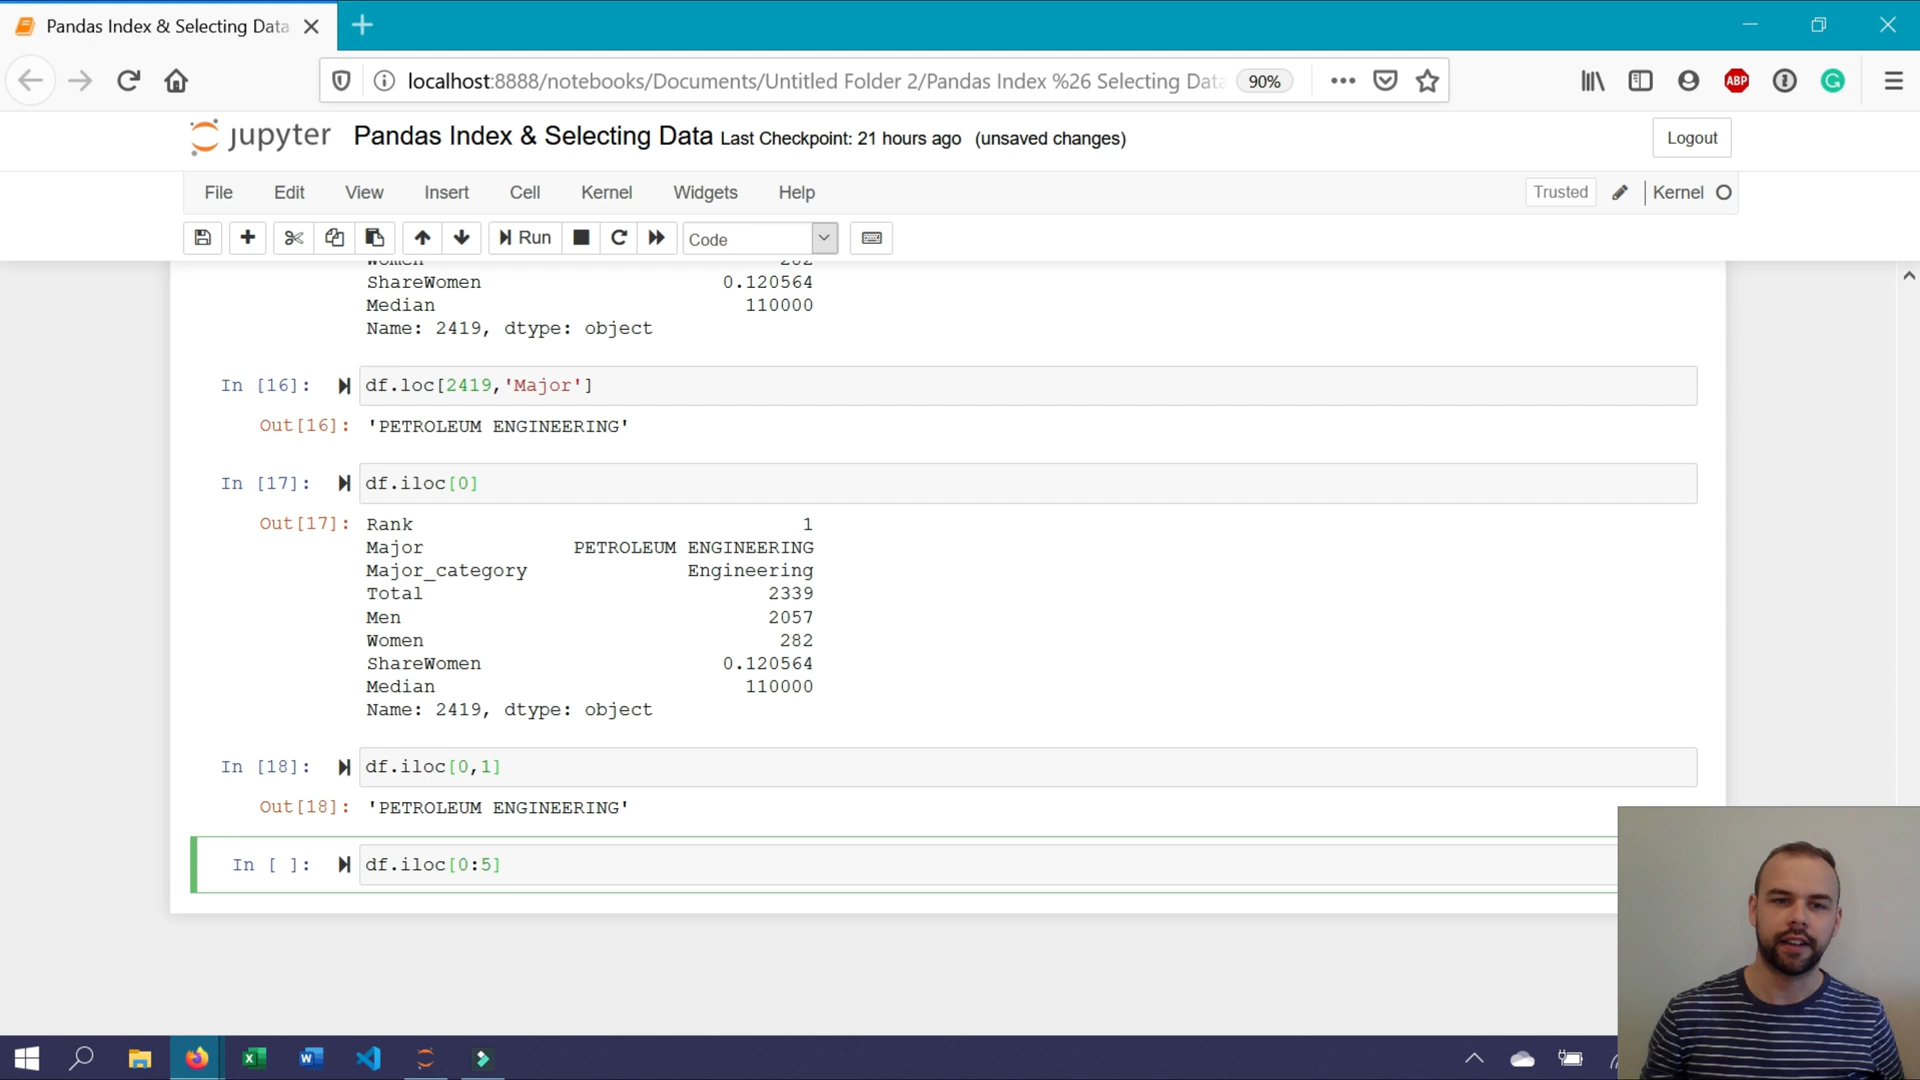 Pandas Index & Selecting Data
localhost:8888/notebooks/Documents/Untitled Folder 2/Pandas Index %26 Selecting Data
90%
ABP
jupyter Pandas Index & Selecting Data Last Checkpoint: 21 hours ago (unsaved changes)
Logout
File Edit View Insert Cell Kernel Widgets Help
Trusted Kernel
Run Code
Women 282
ShareWomen 0.120564
Median 110000
Name: 2419, dtype: object
In [16]: df.loc[2419,'Major']
Out[16]: 'PETROLEUM ENGINEERING'
In [17]: df.iloc[0]
Out[17]: Rank 1
Major PETROLEUM ENGINEERING
Major_category Engineering
Total 2339
Men 2057
Women 282
ShareWomen 0.120564
Median 110000
Name: 2419, dtype: object
In [18]: df.iloc[0,1]
Out[18]: 'PETROLEUM ENGINEERING'
In [ ]: df.iloc[0:5]